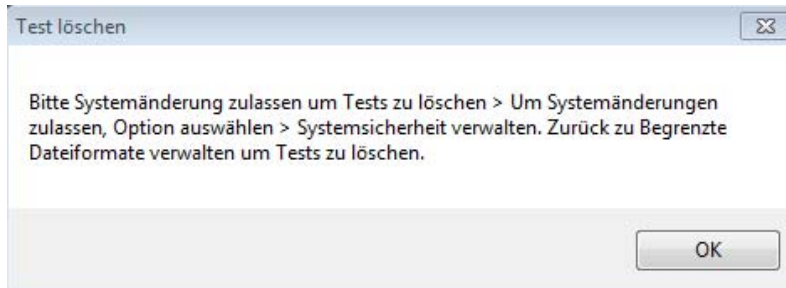 Test löschen
Bitte Systemänderung zulassen um Tests zu löschen > Um Systemänderungen
zulassen, Option auswählen > Systemsicherheit verwalten. Zurück zu Begrenzte
Dateiformate verwalten um Tests zu löschen.
OK